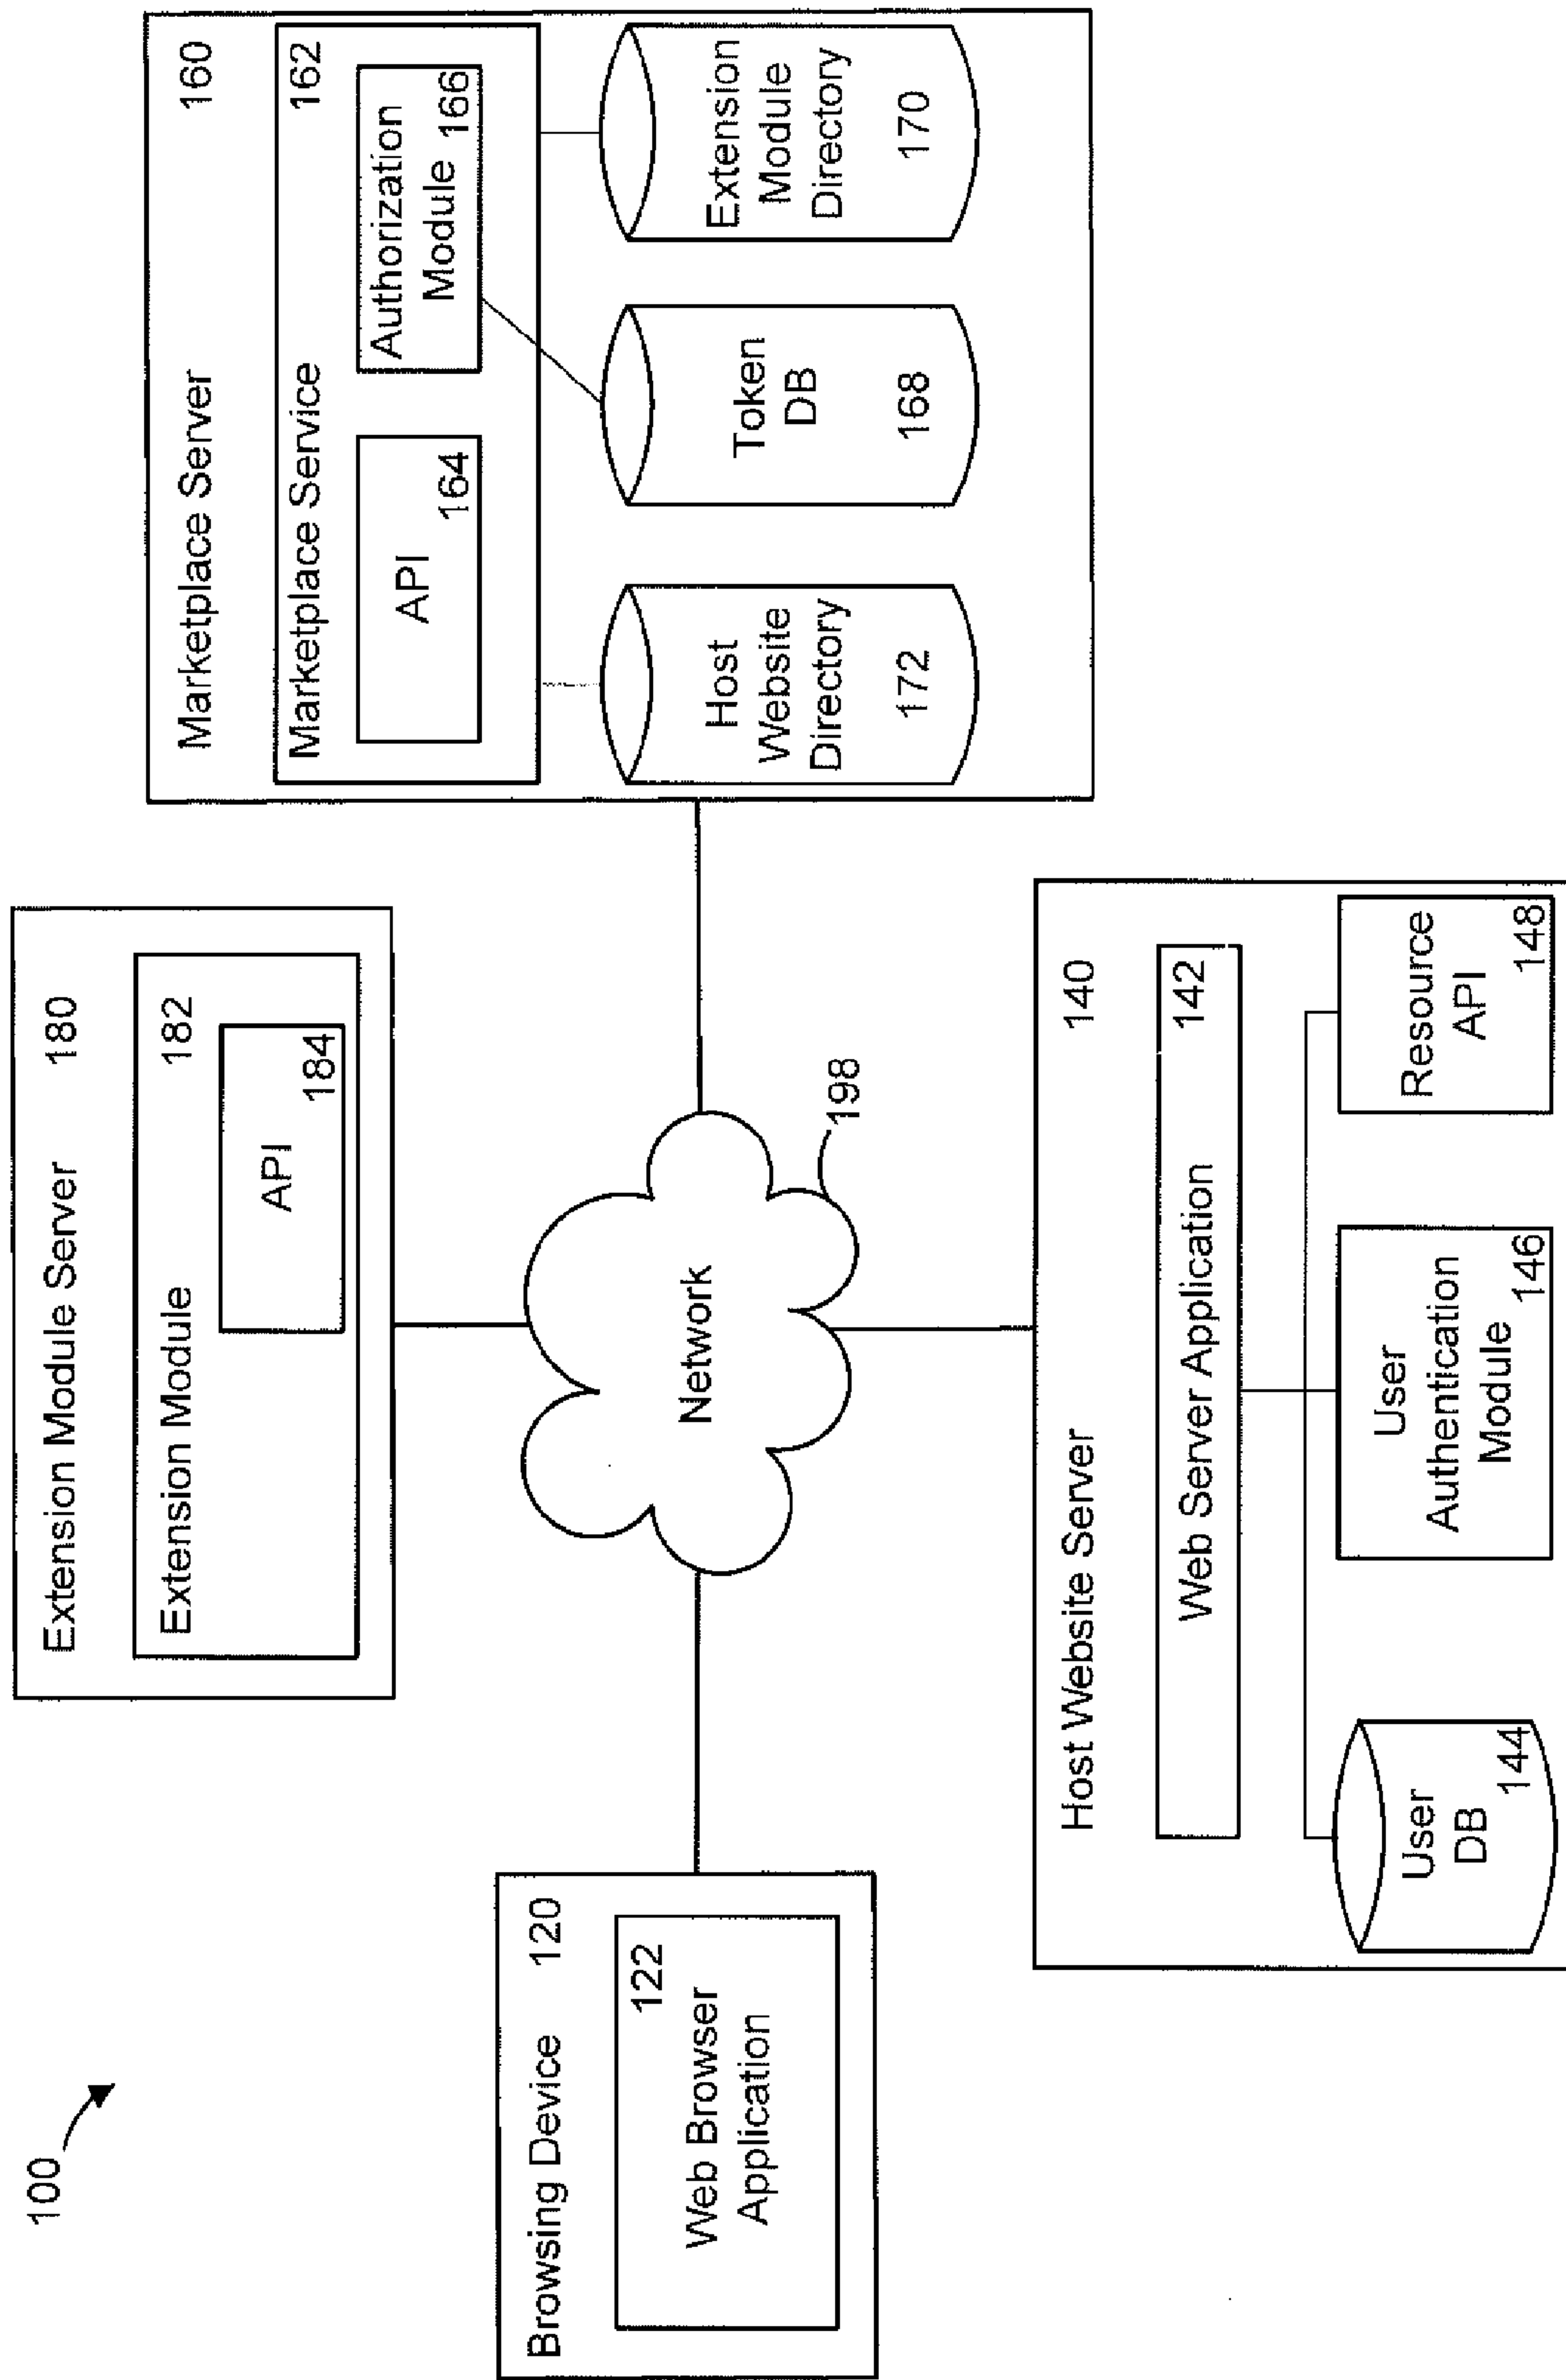 100
Extension Module Server 180
Extension Module 182
API
184
Marketplace Server 160
Marketplace Service 162
API
164
Authorization
Module 166
Host
Website
Directory
172
Token
DB
168
Extension
Module
Directory
170
Browsing Device 120
122
Web Browser
Application
Network
198
Host Website Server 140
Web Server Application 142
User
DB
144
User
Authentication
Module
146
Resource
API
148